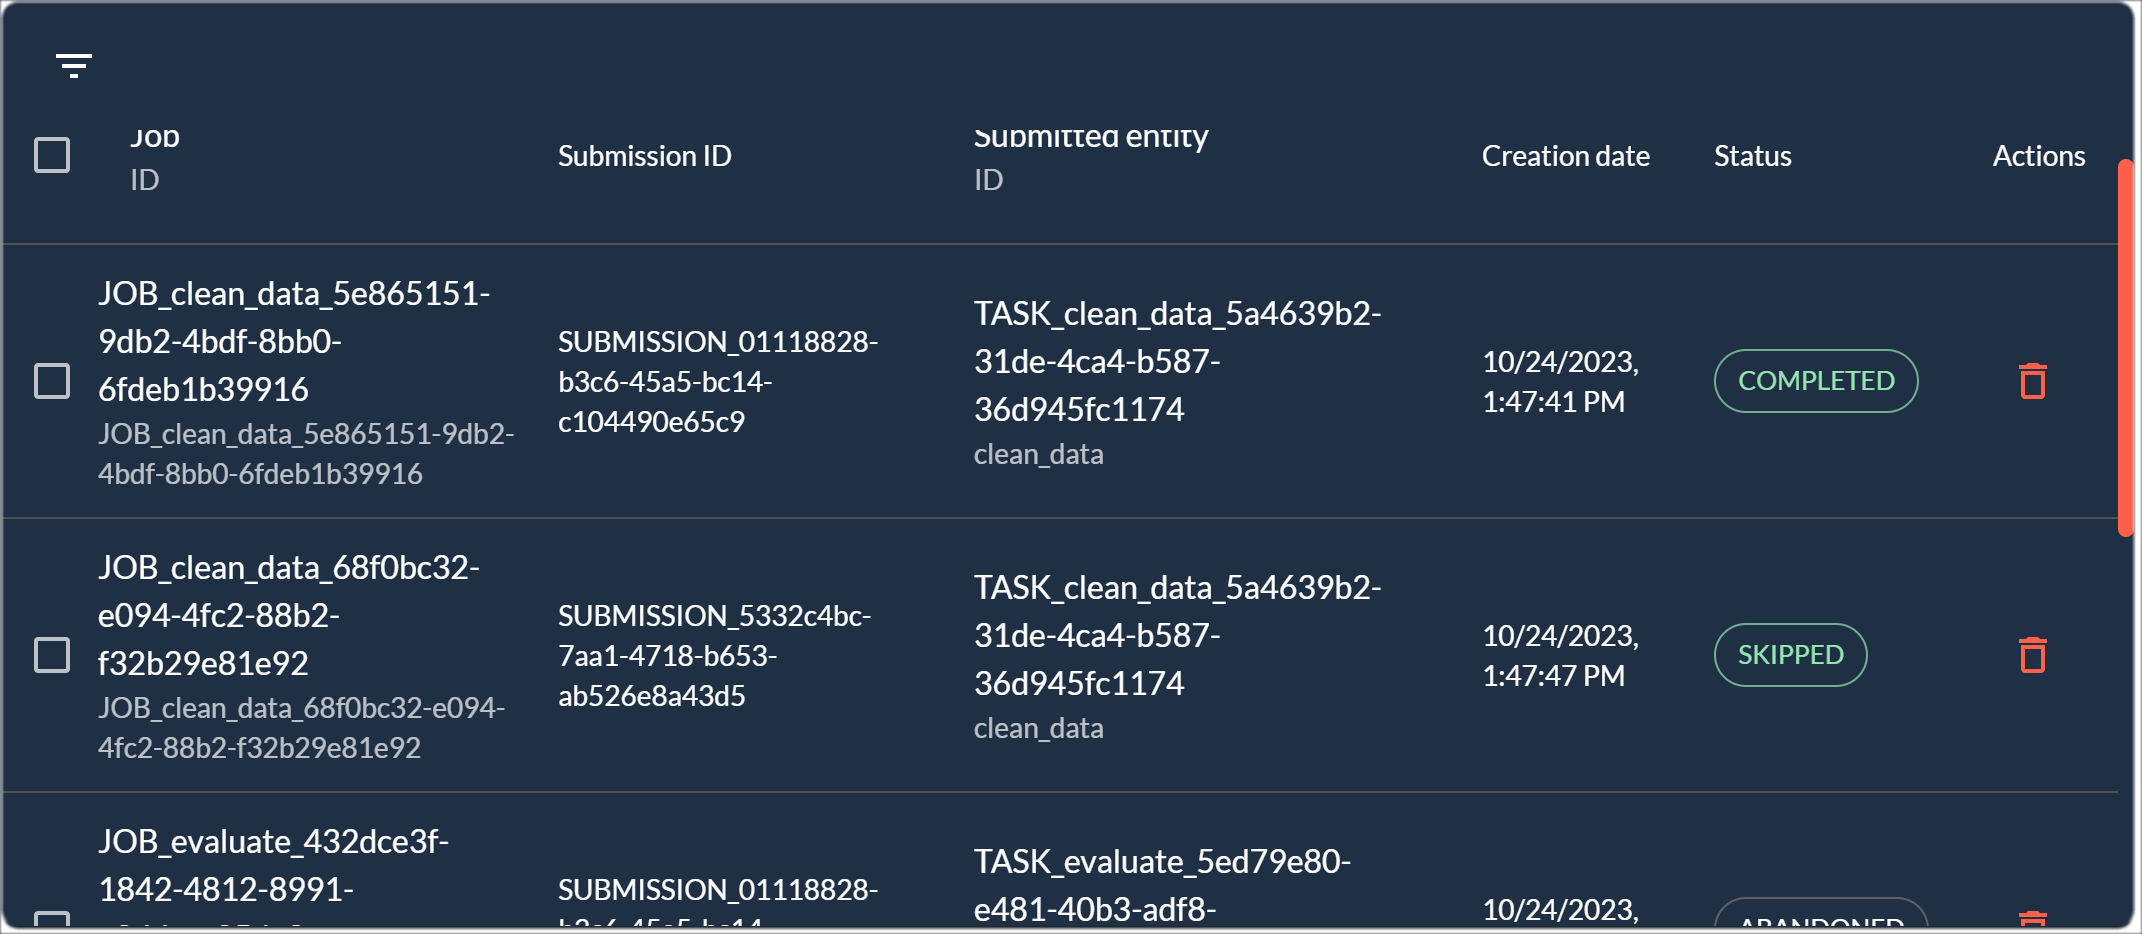 Job
ID
Submission ID
Submitted entity
ID
Creation date
Status
Actions
JOB_clean_data_5e865151-
9db2-4bdf-8bb0-
6fdeb1b39916
JOB_clean_data_5e865151-9db2-
4bdf-8bb0-6fdeb1b39916
SUBMISSION_01118828-
b3c6-45a5-bc14-
c104490e65c9
TASK_clean_data_5a4639b2-
31de-4ca4-b587-
36d945fc1174
clean_data
10/24/2023,
1:47:41 PM
COMPLETED
JOB_clean_data_68f0bc32-
e094-4fc2-88b2-
f32b29e81e92
JOB_clean_data_68f0bc32-e094-
4fc2-88b2-f32b29e81e92
SUBMISSION_5332c4bc-
7aa1-4718-b653-
ab526e8a43d5
TASK_clean_data_5a4639b2-
31de-4ca4-b587-
36d945fc1174
clean_data
10/24/2023,
1:47:47 PM
SKIPPED
JOB_evaluate_432dce3f-
1842-4812-8991-
SUBMISSION_01118828-
b3c6-45a5-bc14-
TASK_evaluate_5ed79e80-
e481-40b3-adf8-
10/24/2023,
ABANDONED